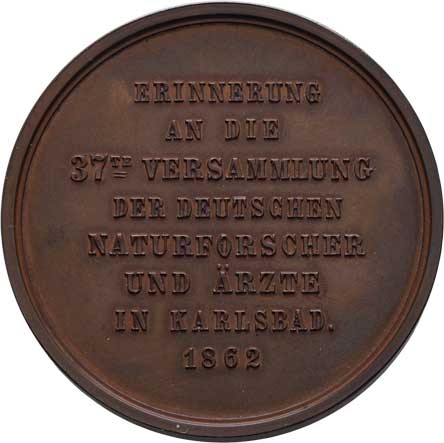 ERINNERUNG
AN DIE
37TE VERSAMMLUNG
DER DEUTSCHEN
NATURFORSCHER
UND ÄRZTE
IN KARLSBAD.
1862